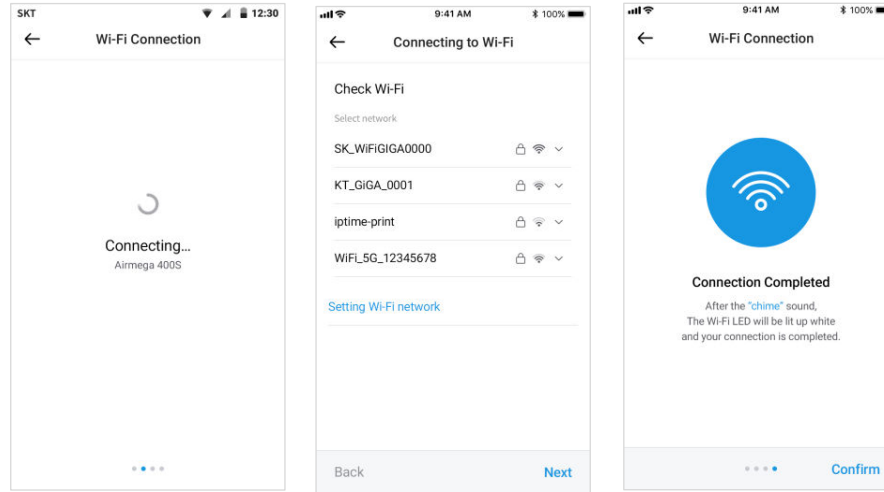 SKT 12:30
Wi-Fi Connection
Connecting...
Airmega 400S
9:41 AM 100%
Connecting to Wi-Fi
Check Wi-Fi
Select network
SK_WiFiGIGA0000
KT_GiGA_0001
iptime-print
WiFi_5G_12345678
Setting Wi-Fi network
Back Next
9:41 AM 100%
Wi-Fi Connection
Connection Completed
After the "chime" sound,
The Wi-Fi LED will be lit up white
and your connection is completed.
Confirm